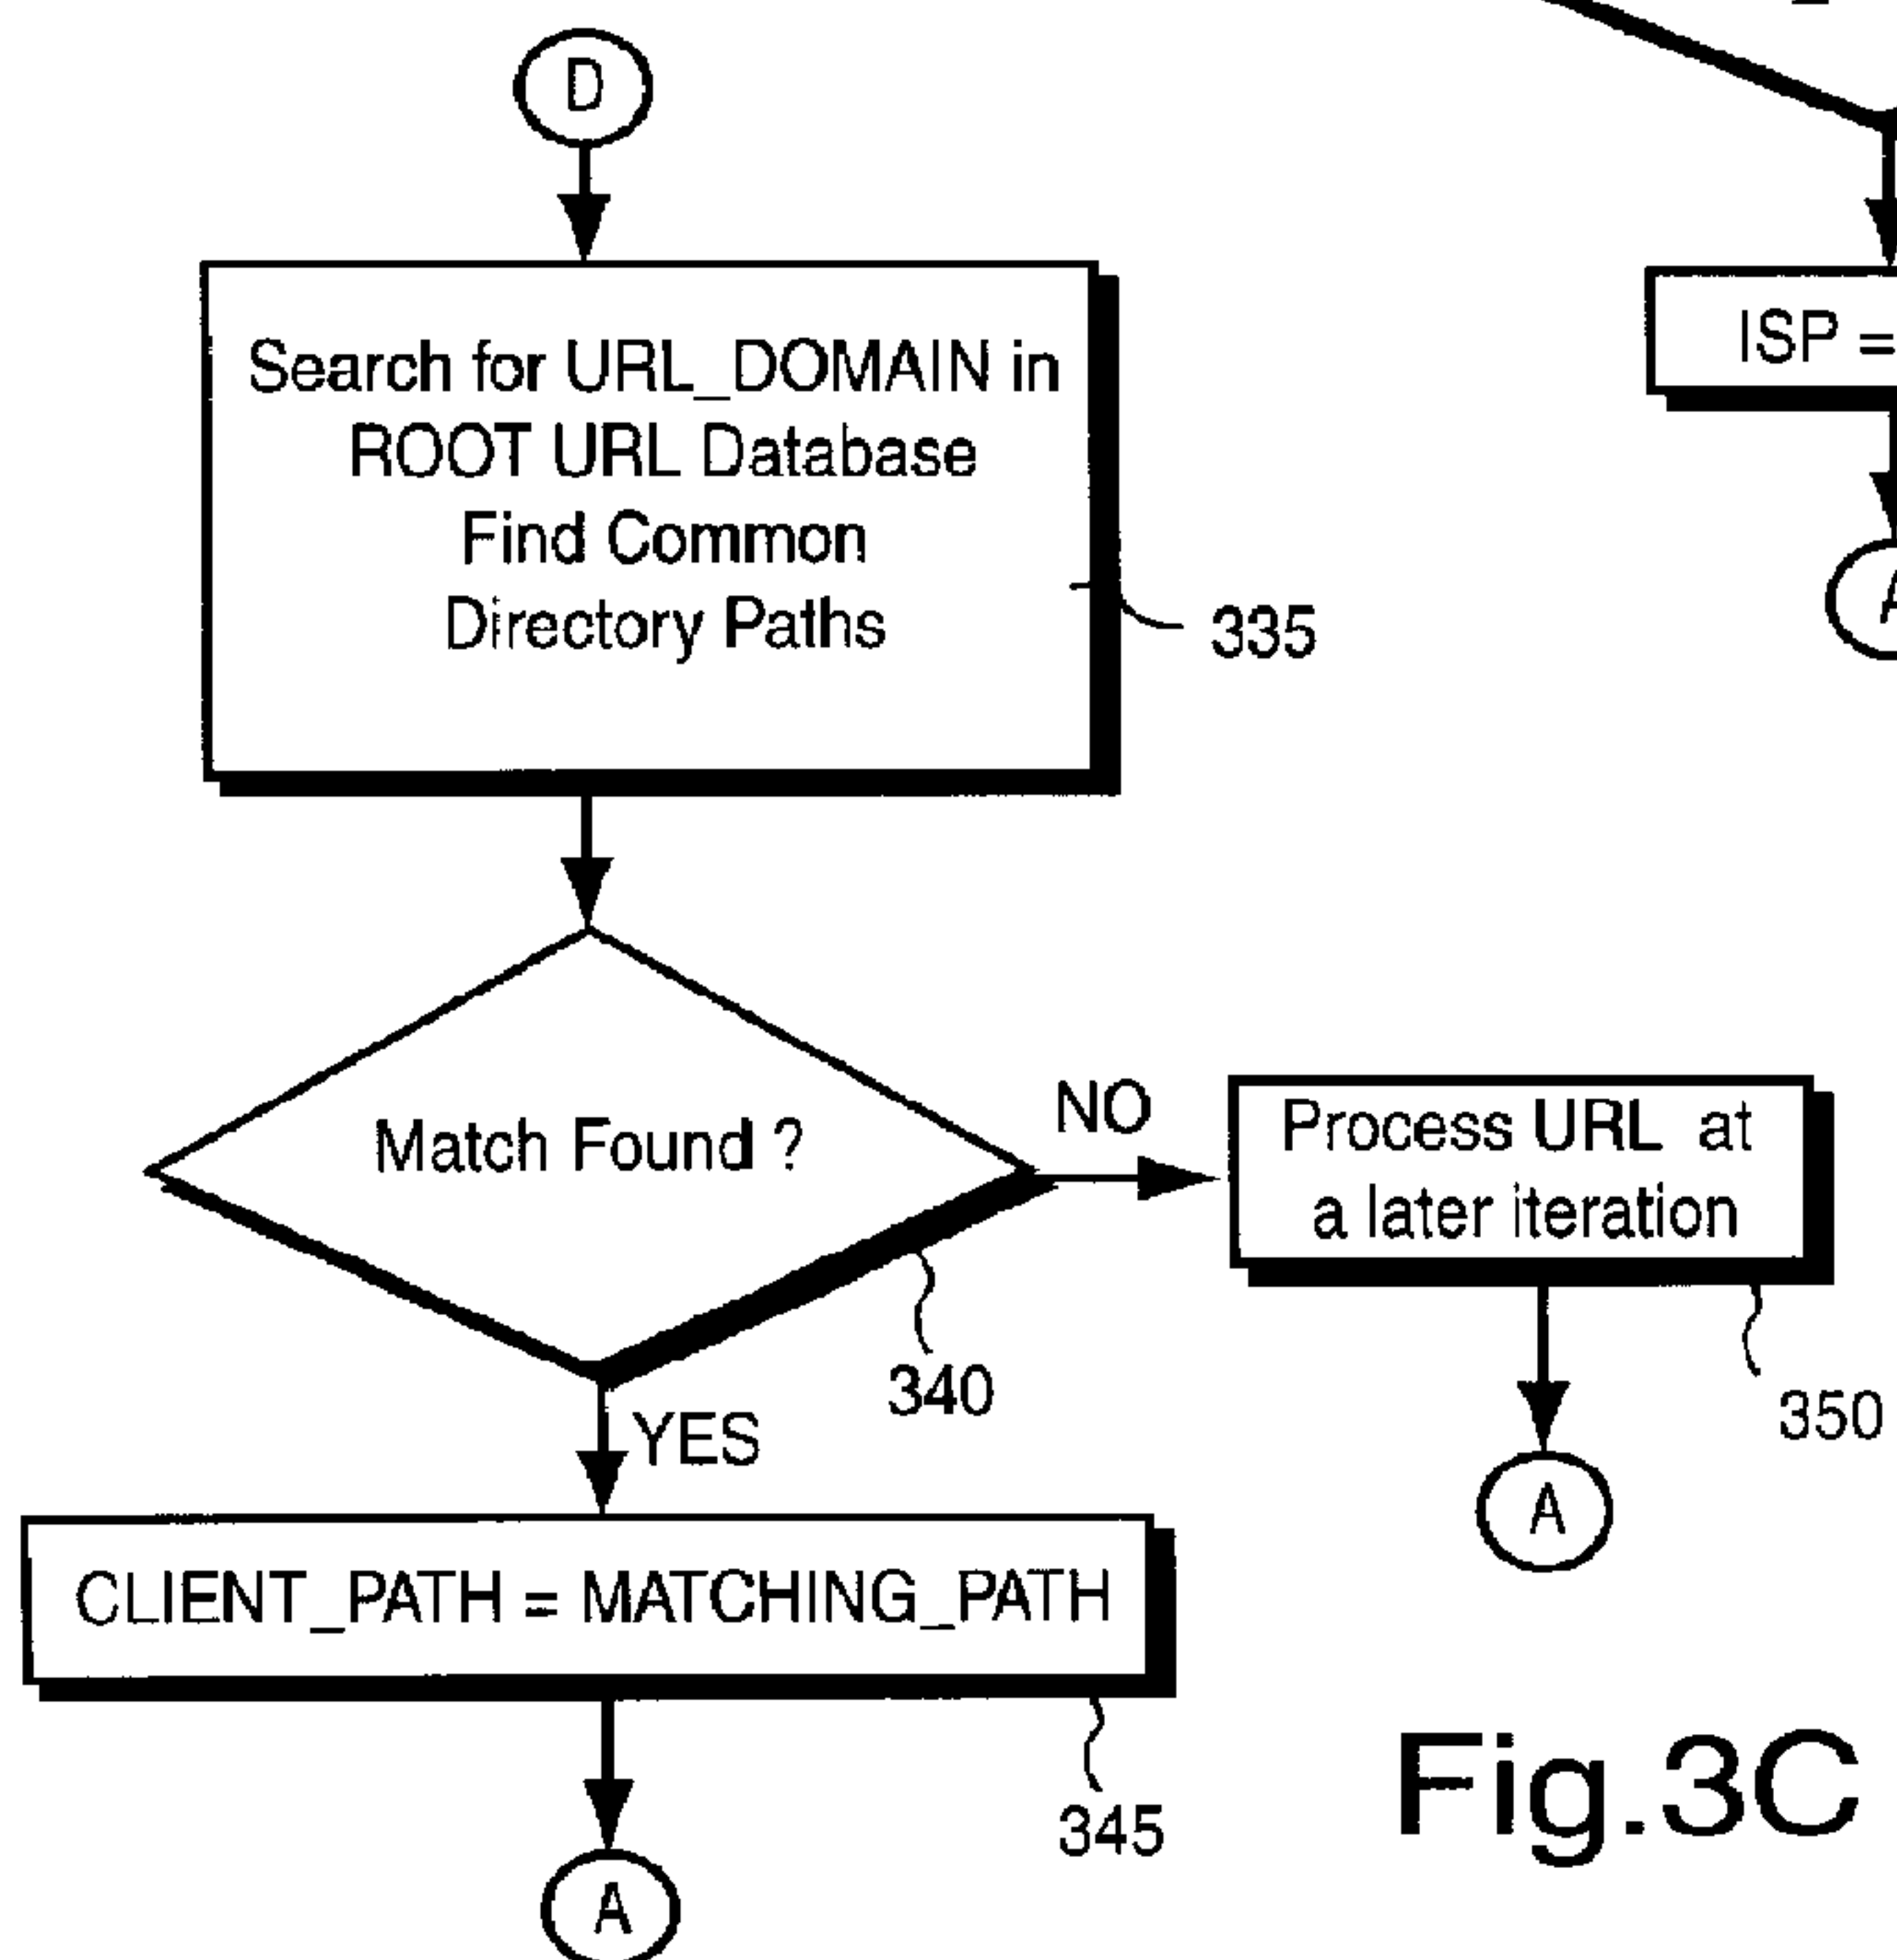 D
Search for URL_DOMAIN in
ROOT URL Database
Find Common
Directory Paths
335
ISP =
A
Match Found ?
NO
Process URL at
a later iteration
340
350
YES
A
CLIENT_PATH = MATCHING_PATH
345
A
Fig.3C